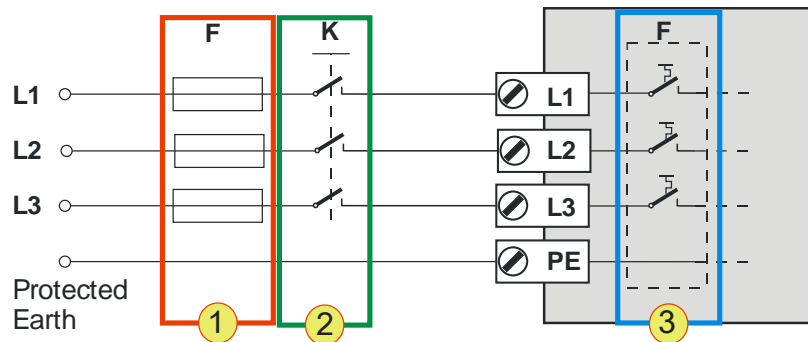 F K F
L1 L1
L2 L2
L3 L3
PE
Protected
Earth
1 2 3